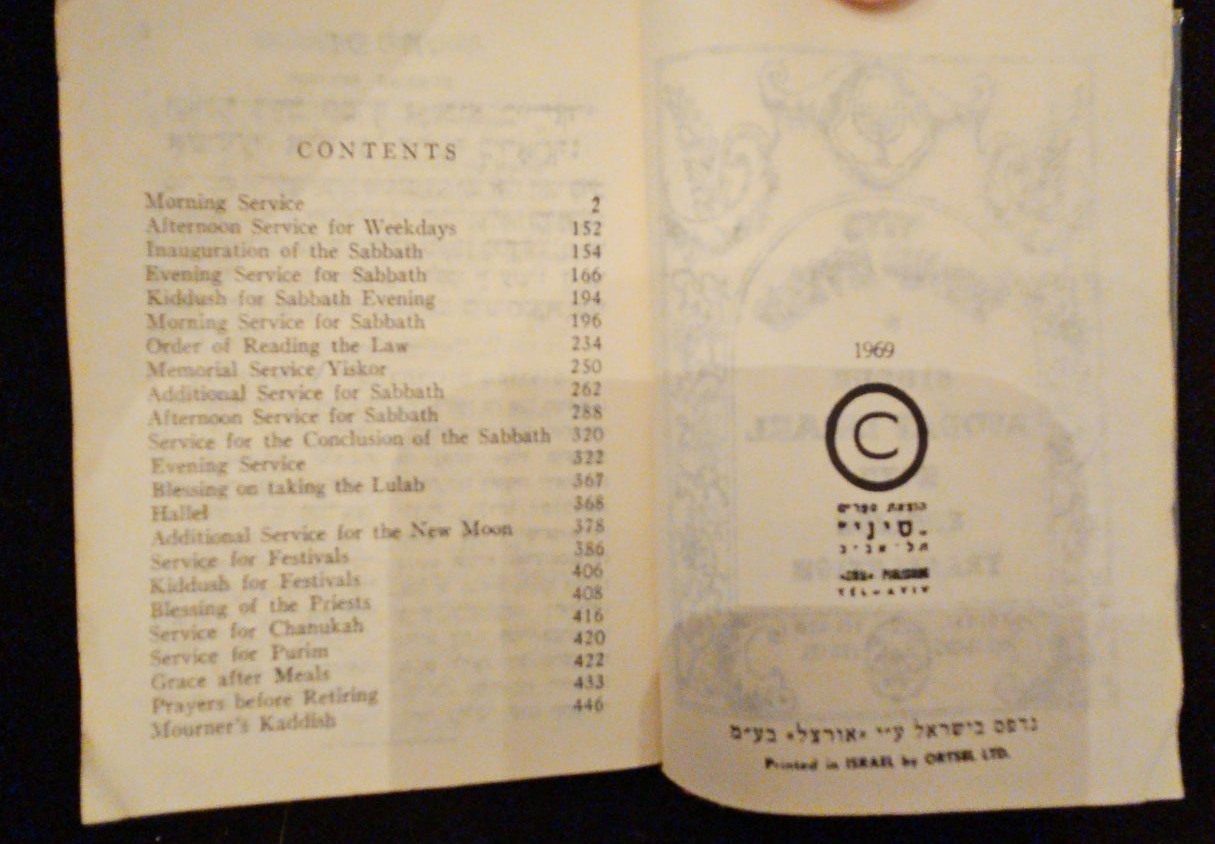 CONTENTS
Morning Service 2
Afternoon Service for Weekdays 152
Inauguration of the Sabbath 154
Evening Service for Sabbath 166
Kiddush for Sabbath Evening 194
Morning Service for Sabbath 196
Order of Reading the Law 234
Memorial Service/Yiskor 250
Additional Service for Sabbath 262
Afternoon Service for Sabbath 288
Service for the Conclusion of the Sabbath 320
Evening Service 322
Blessing on taking the Lulab 367
Hallel 368
Additional Service for the New Moon 378
Service for Festivals 386
Kiddush for Festivals 406
Blessing of the Priests 408
Service for Chanukah 416
Service for Purim 420
Grace after Meals 422
Prayers before Retiring 433
Mourner's Kaddish 446
1969
©
הוצאת ספרים
"סיני"
תל-אביב
TEL-AVIV
נדפס בישראל ע״י «אורצל» בע״מ
Printed in ISRAEL by ORTSEL LTD.